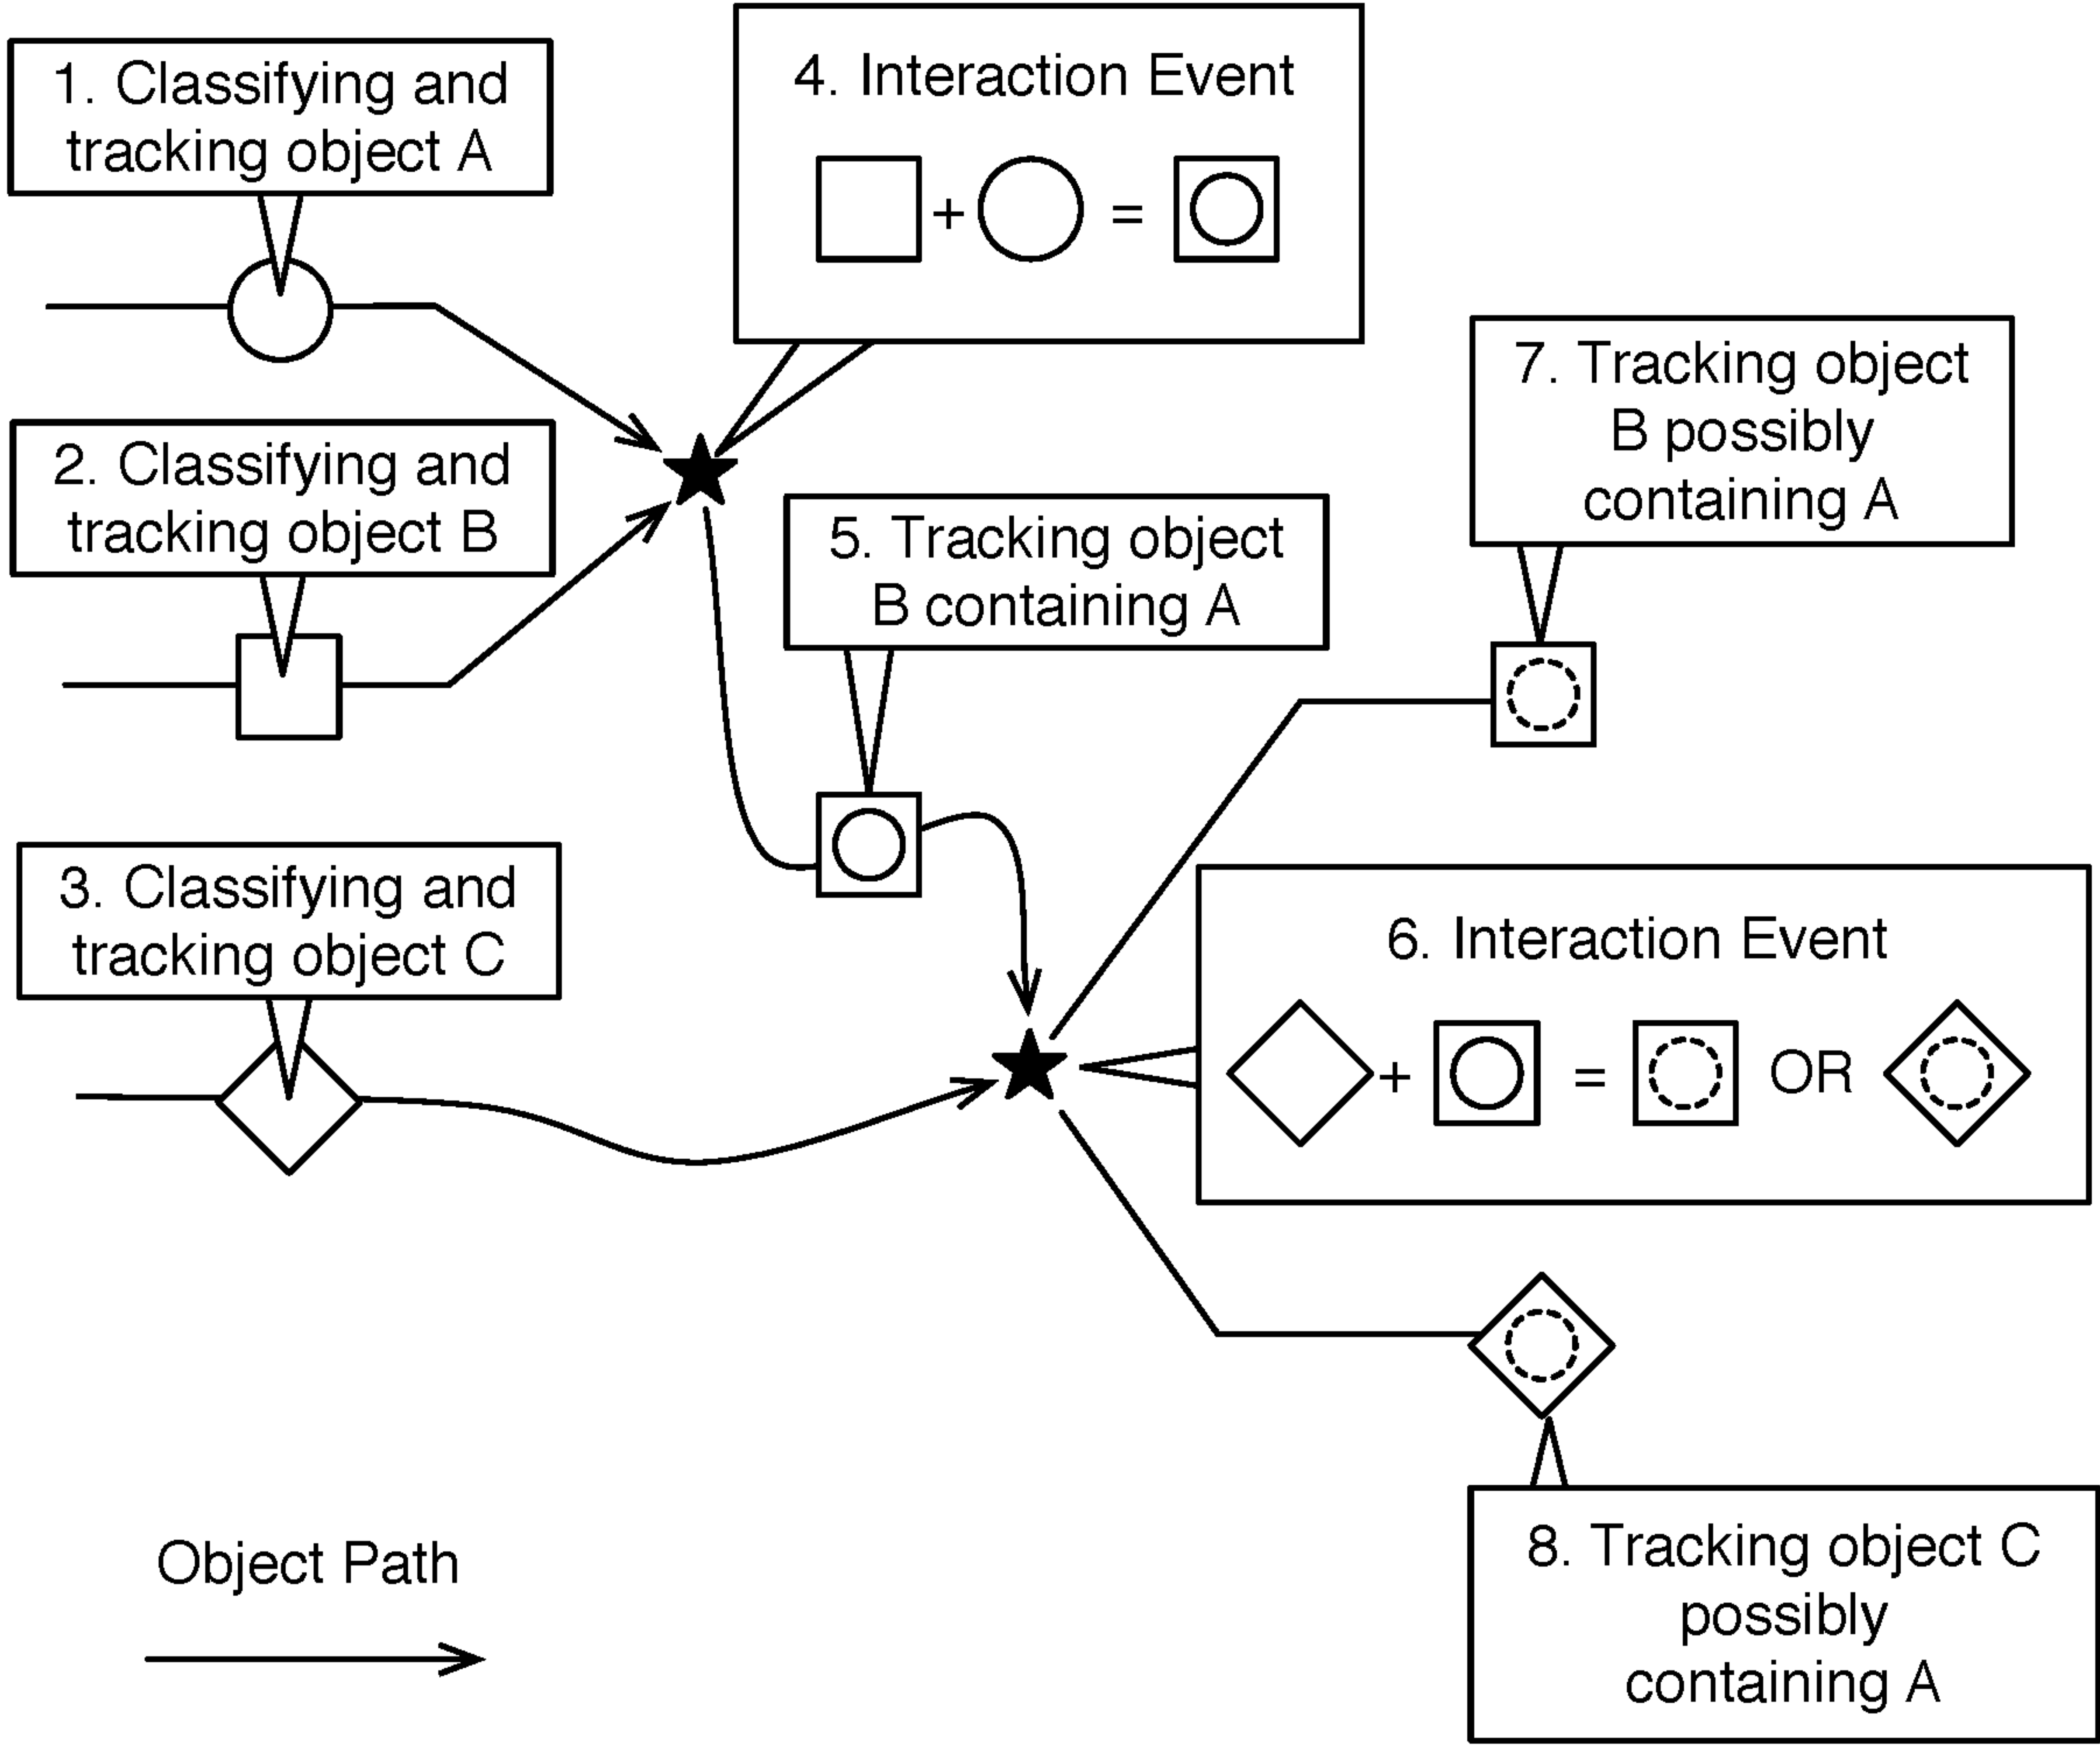 1. Classifying and
tracking object A
4. Interaction Event
+ =
2. Classifying and
tracking object B
7. Tracking object
B possibly
containing A
5. Tracking object
B containing A
3. Classifying and
tracking object C
6. Interaction Event
+ = OR
Object Path
8. Tracking object C
possibly
containing A